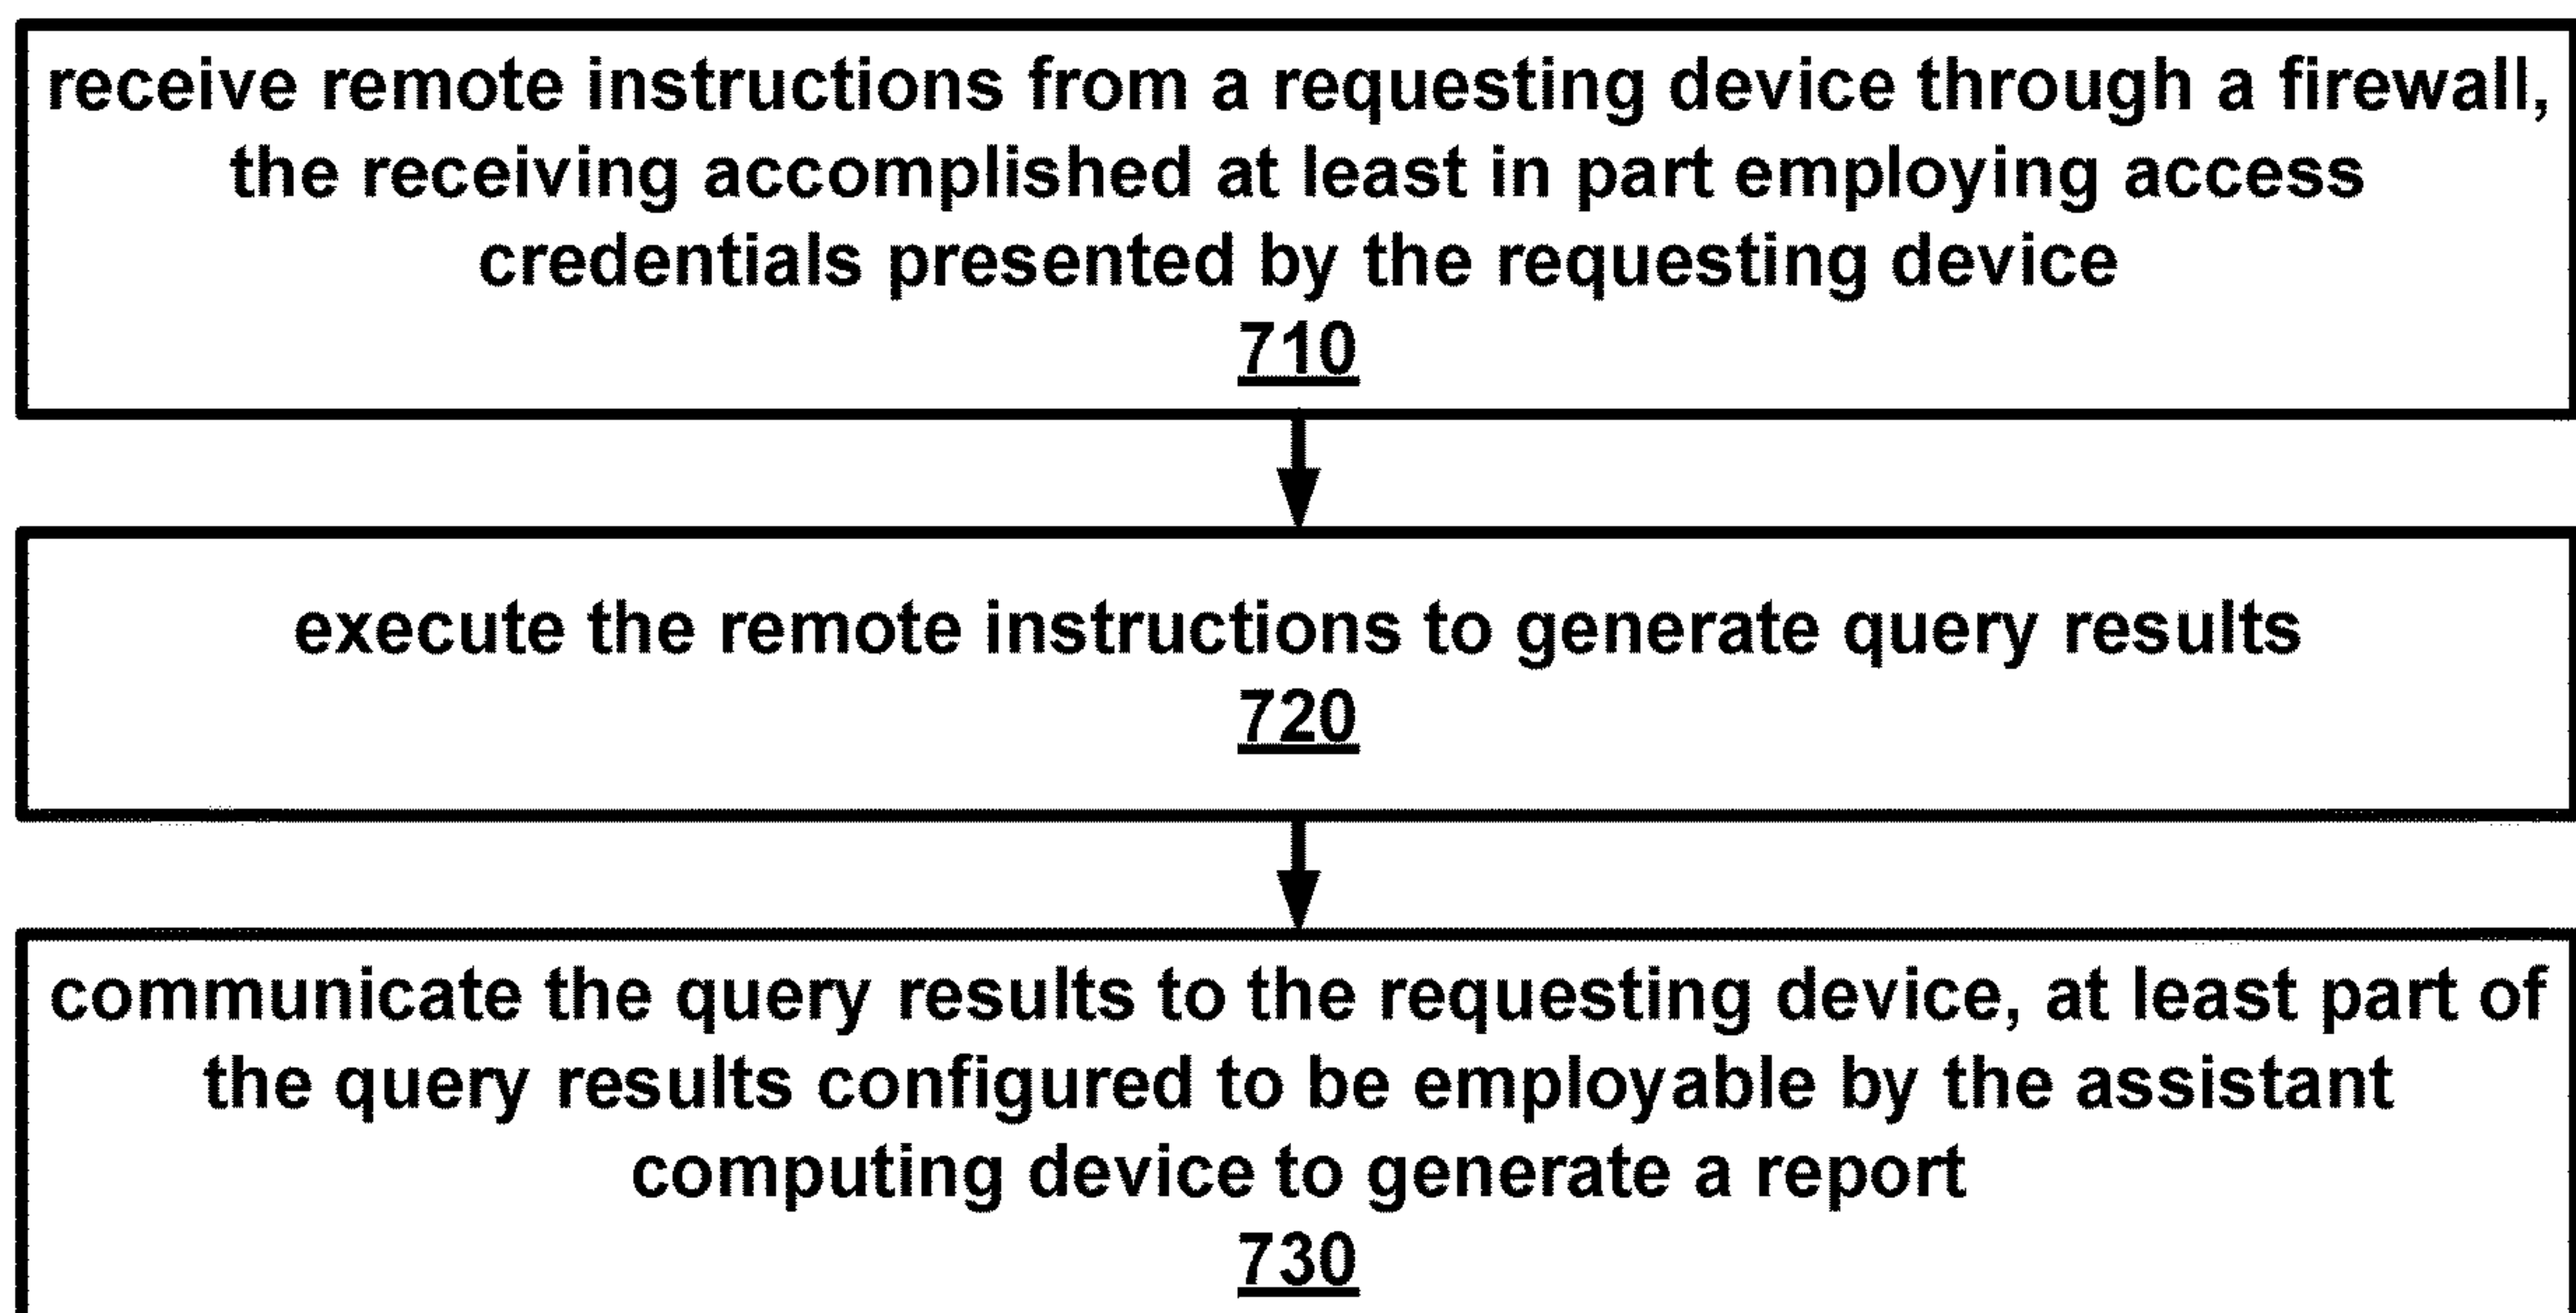 receive remote instructions from a requesting device through a firewall,
the receiving accomplished at least in part employing access
credentials presented by the requesting device
710
execute the remote instructions to generate query results
720
communicate the query results to the requesting device, at least part of
the query results configured to be employable by the assistant
computing device to generate a report
730